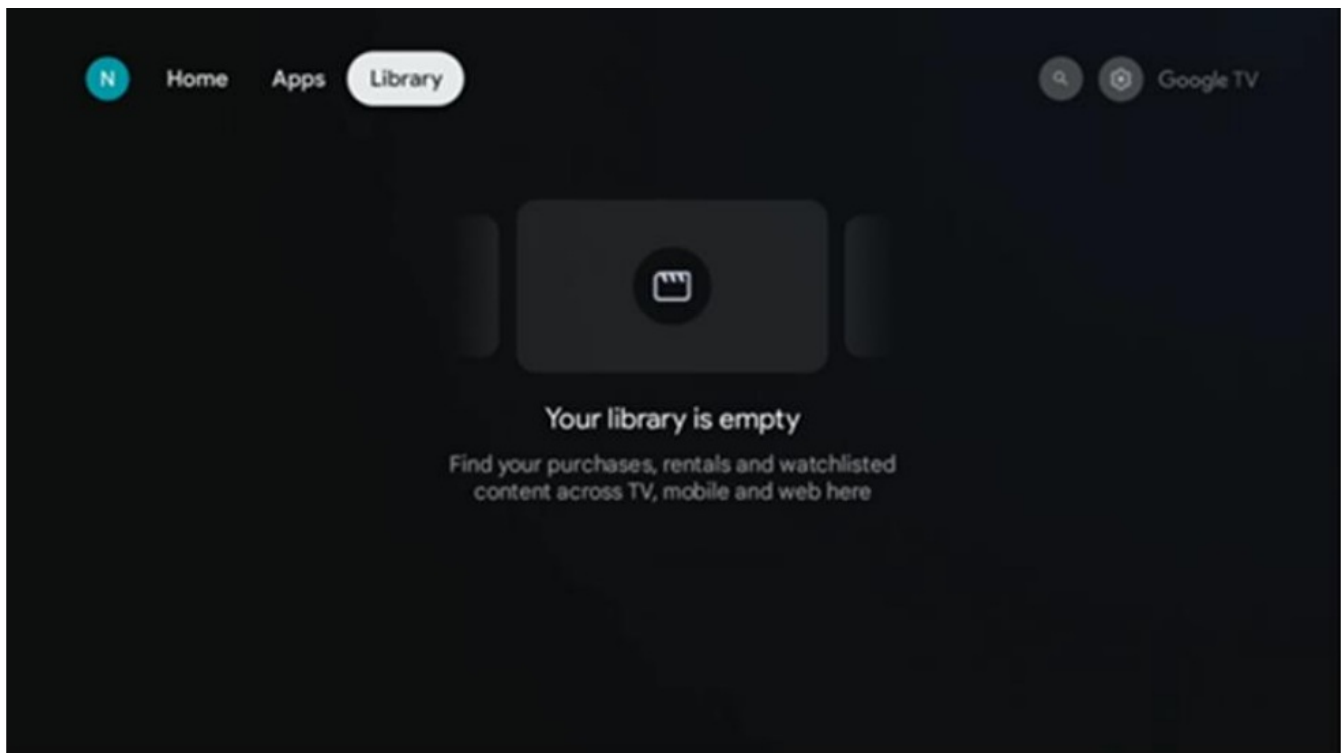 N
Home
Apps
Library
Google TV
Your library is empty
Find your purchases, rentals and watchlisted
content across TV, mobile and web here